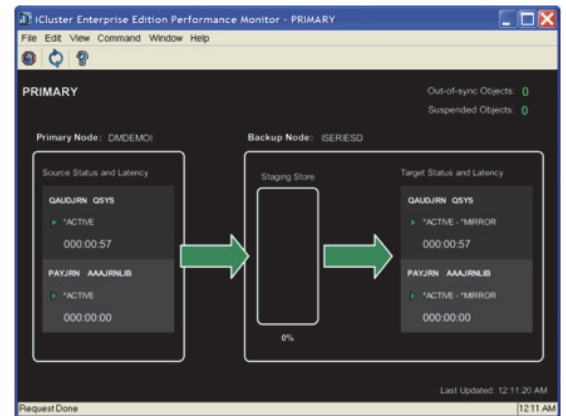 iCluster Enterprise Edition Performance Monitor - PRIMARY
File Edit View Command Window Help
PRIMARY
Out-of-sync Objects: 0
Suspended Objects: 0
Primary Node: DMDEMOI
Backup Node: ISERIESD
Source Status and Latency
QAUDJRN QSYS
*ACTIVE
000:00:57
PAYJRN AAAJRNLIB
*ACTIVE
000:00:00
Staging Store
0%
Target Status and Latency
QAUDJRN QSYS
*ACTIVE - *MIRROR
000:00:57
PAYJRN AAAJRNLIB
*ACTIVE - *MIRROR
000:00:00
Last Updated: 12:11:20 AM
Request Done
12:11 AM